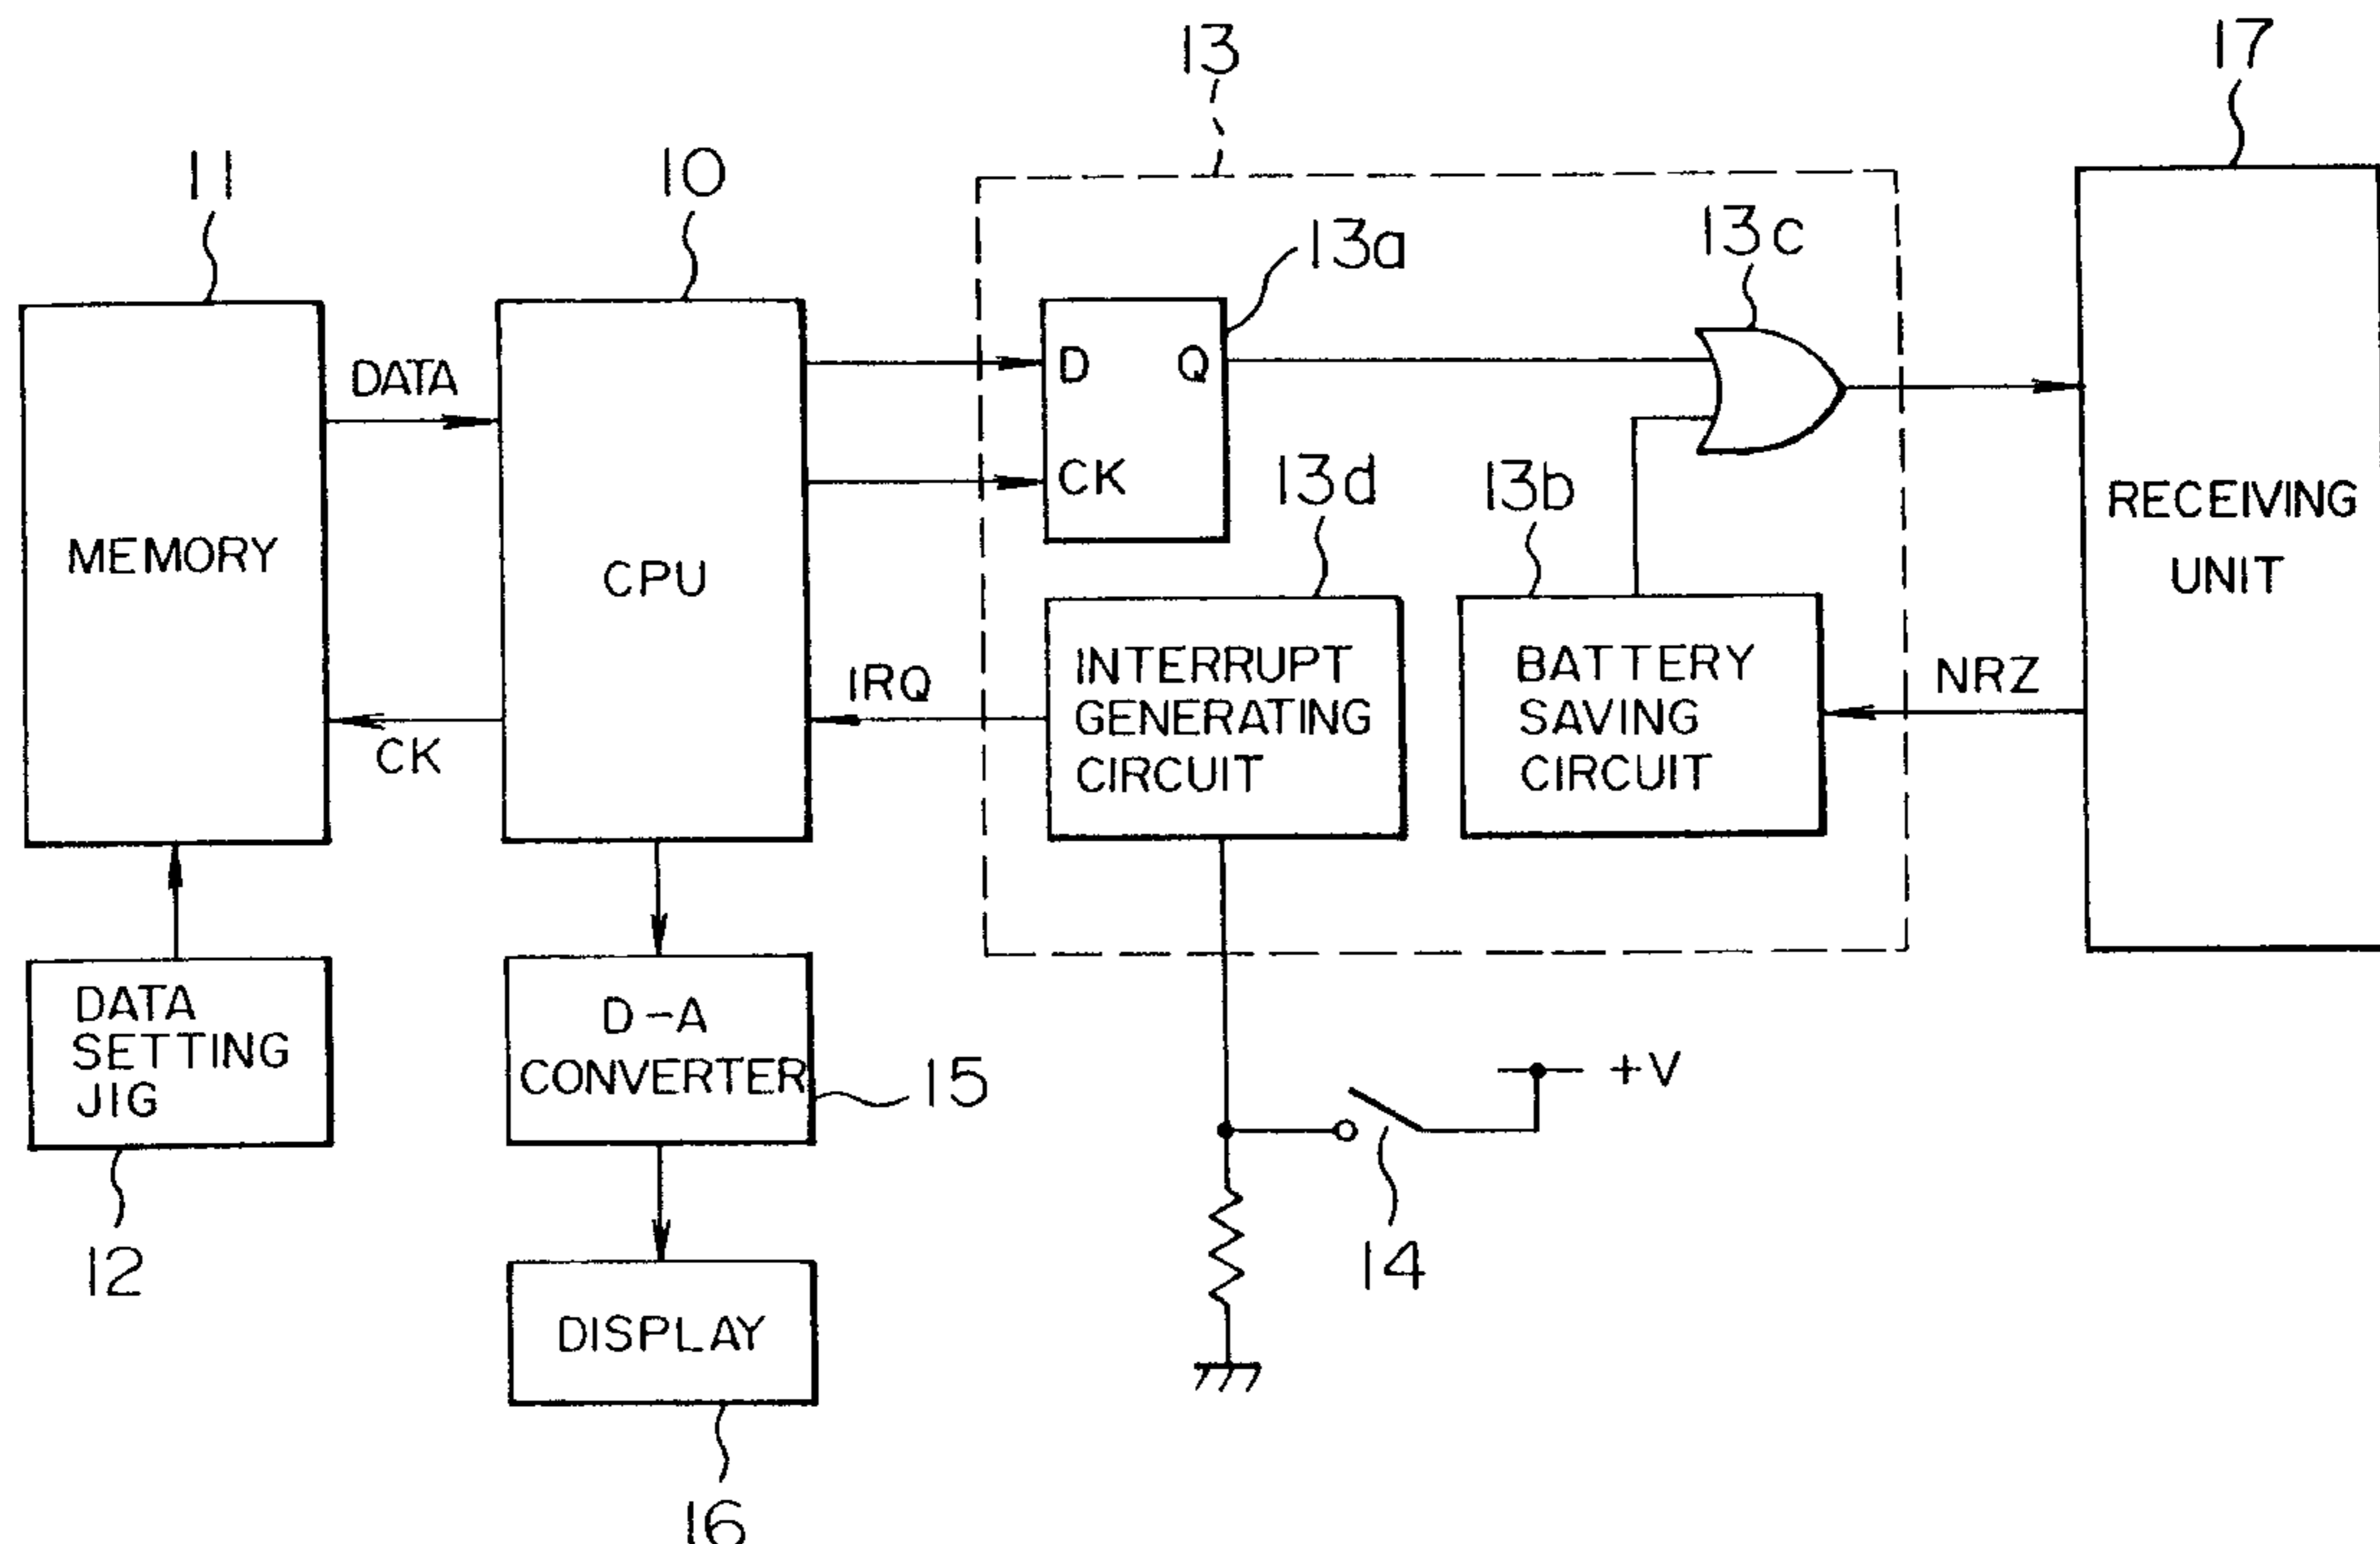 13
17
11
10
13a
13c
DATA
D
Q
CK
13d
13b
MEMORY
CPU
RECEIVING
UNIT
IRQ
INTERRUPT
GENERATING
CIRCUIT
BATTERY
SAVING
CIRCUIT
NRZ
CK
DATA
SETTING
JIG
D-A
CONVERTER
15
+V
12
14
DISPLAY
16